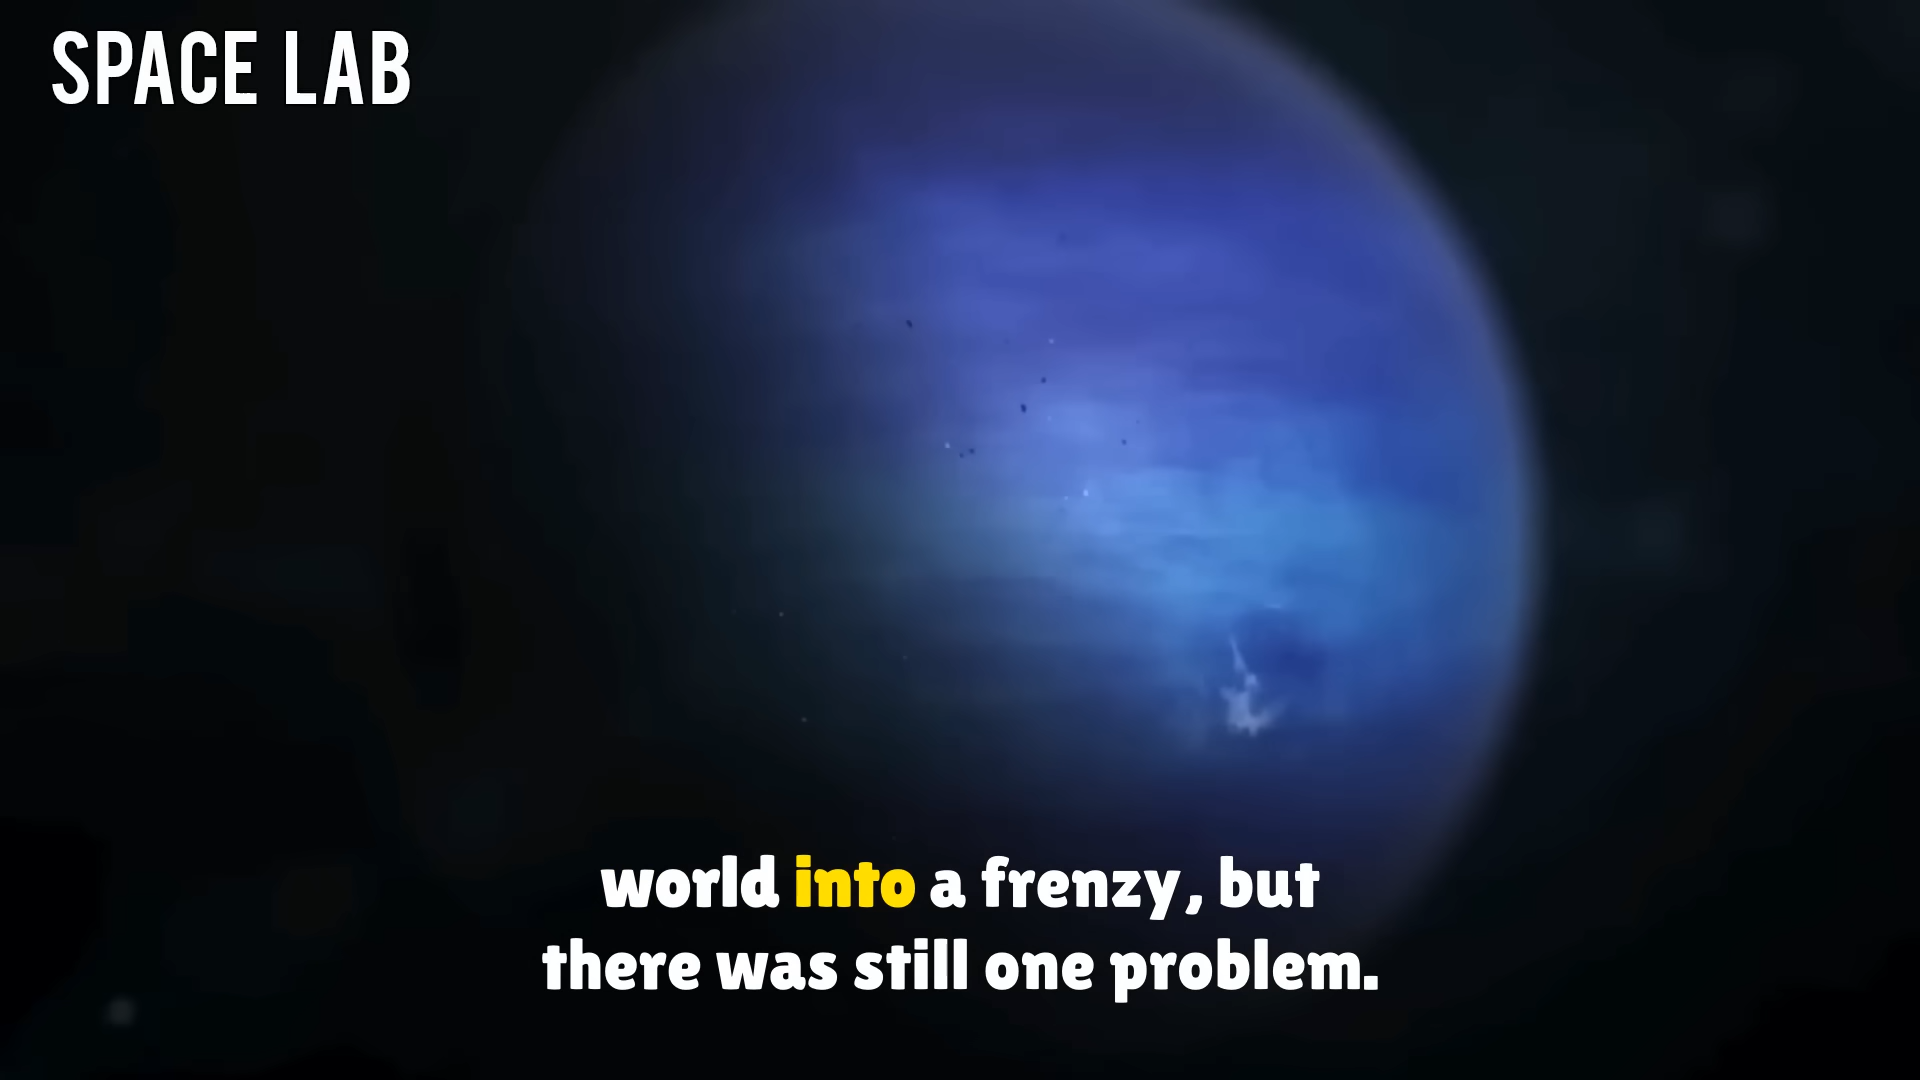 SPACE LAB
world into a frenzy, but
there was still one problem.